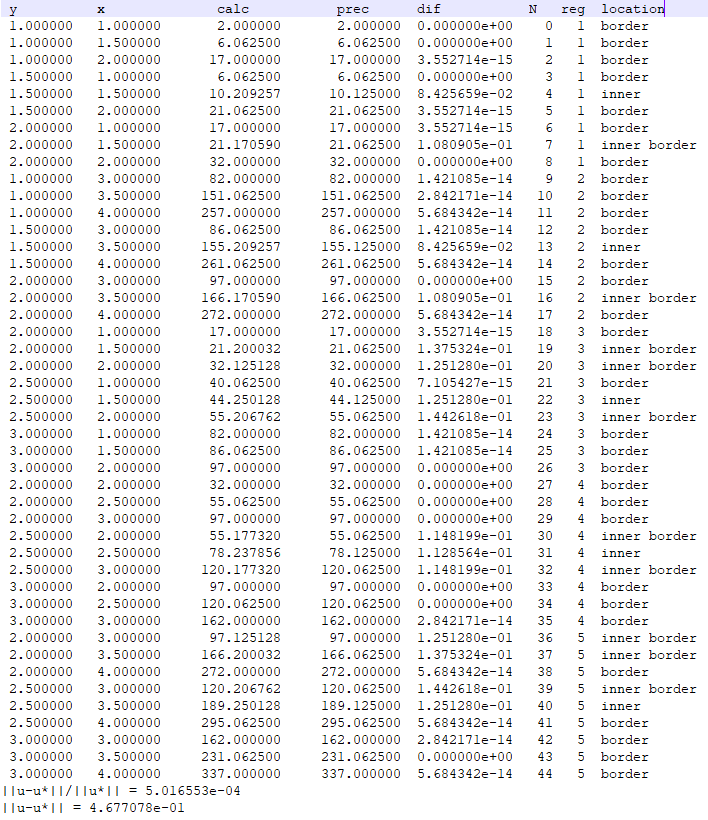 y x calc prec dif N reg location
1.000000 1.000000 2.000000 2.000000 0.000000e+00 0 1 border
1.000000 1.500000 6.062500 6.062500 0.000000e+00 1 1 border
1.000000 2.000000 17.000000 17.000000 3.552714e-15 2 1 border
1.500000 1.000000 6.062500 6.062500 0.000000e+00 3 1 border
1.500000 1.500000 10.209257 10.125000 8.425659e-02 4 1 inner
1.500000 2.000000 21.062500 21.062500 3.552714e-15 5 1 border
2.000000 1.000000 17.000000 17.000000 3.552714e-15 6 1 border
2.000000 1.500000 21.170590 21.062500 1.080905e-01 7 1 inner border
2.000000 2.000000 32.000000 32.000000 0.000000e+00 8 1 border
1.000000 3.000000 82.000000 82.000000 1.421085e-14 9 2 border
1.000000 3.500000 151.062500 151.062500 2.842171e-14 10 2 border
1.000000 4.000000 257.000000 257.000000 5.684342e-14 11 2 border
1.500000 3.000000 86.062500 86.062500 1.421085e-14 12 2 border
1.500000 3.500000 155.209257 155.125000 8.425659e-02 13 2 inner
1.500000 4.000000 261.062500 261.062500 5.684342e-14 14 2 border
2.000000 3.000000 97.000000 97.000000 0.000000e+00 15 2 border
2.000000 3.500000 166.170590 166.062500 1.080905e-01 16 2 inner border
2.000000 4.000000 272.000000 272.000000 5.684342e-14 17 2 border
2.000000 1.000000 17.000000 17.000000 3.552714e-15 18 3 border
2.000000 1.500000 21.200032 21.062500 1.375324e-01 19 3 inner border
2.000000 2.000000 32.125128 32.000000 1.251280e-01 20 3 inner border
2.500000 1.000000 40.062500 40.062500 7.105427e-15 21 3 border
2.500000 1.500000 44.250128 44.125000 1.251280e-01 22 3 inner
2.500000 2.000000 55.206762 55.062500 1.442618e-01 23 3 inner border
3.000000 1.000000 82.000000 82.000000 1.421085e-14 24 3 border
3.000000 1.500000 86.062500 86.062500 1.421085e-14 25 3 border
3.000000 2.000000 97.000000 97.000000 0.000000e+00 26 3 border
2.000000 2.000000 32.000000 32.000000 0.000000e+00 27 4 border
2.000000 2.500000 55.062500 55.062500 0.000000e+00 28 4 border
2.000000 3.000000 97.000000 97.000000 0.000000e+00 29 4 border
2.500000 2.000000 55.177320 55.062500 1.148199e-01 30 4 inner border
2.500000 2.500000 78.237856 78.125000 1.128564e-01 31 4 inner
2.500000 3.000000 120.177320 120.062500 1.148199e-01 32 4 inner border
3.000000 2.000000 97.000000 97.000000 0.000000e+00 33 4 border
3.000000 2.500000 120.062500 120.062500 0.000000e+00 34 4 border
3.000000 3.000000 162.000000 162.000000 2.842171e-14 35 4 border
2.000000 3.000000 97.125128 97.000000 1.251280e-01 36 5 inner border
2.000000 3.500000 166.200032 166.062500 1.375324e-01 37 5 inner border
2.000000 4.000000 272.000000 272.000000 5.684342e-14 38 5 border
2.500000 3.000000 120.206762 120.062500 1.442618e-01 39 5 inner border
2.500000 3.500000 189.250128 189.125000 1.251280e-01 40 5 inner
2.500000 4.000000 295.062500 295.062500 5.684342e-14 41 5 border
3.000000 3.000000 162.000000 162.000000 2.842171e-14 42 5 border
3.000000 3.500000 231.062500 231.062500 0.000000e+00 43 5 border
3.000000 4.000000 337.000000 337.000000 5.684342e-14 44 5 border
||u-u*||/||u*|| = 5.016553e-04
||u-u*|| = 4.677078e-01